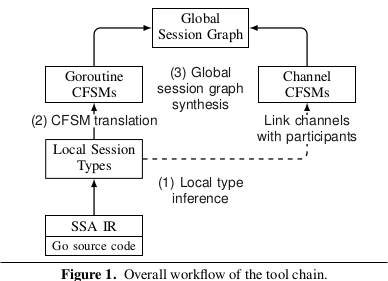 Global
Session Graph
Goroutine
CFSMs
(3) Global
session graph
synthesis
Channel
CFSMs
(2) CFSM translation
Link channels
with participants
Local Session
Types
(1) Local type
inference
SSA IR
Go source code
Figure 1. Overall workflow of the tool chain.